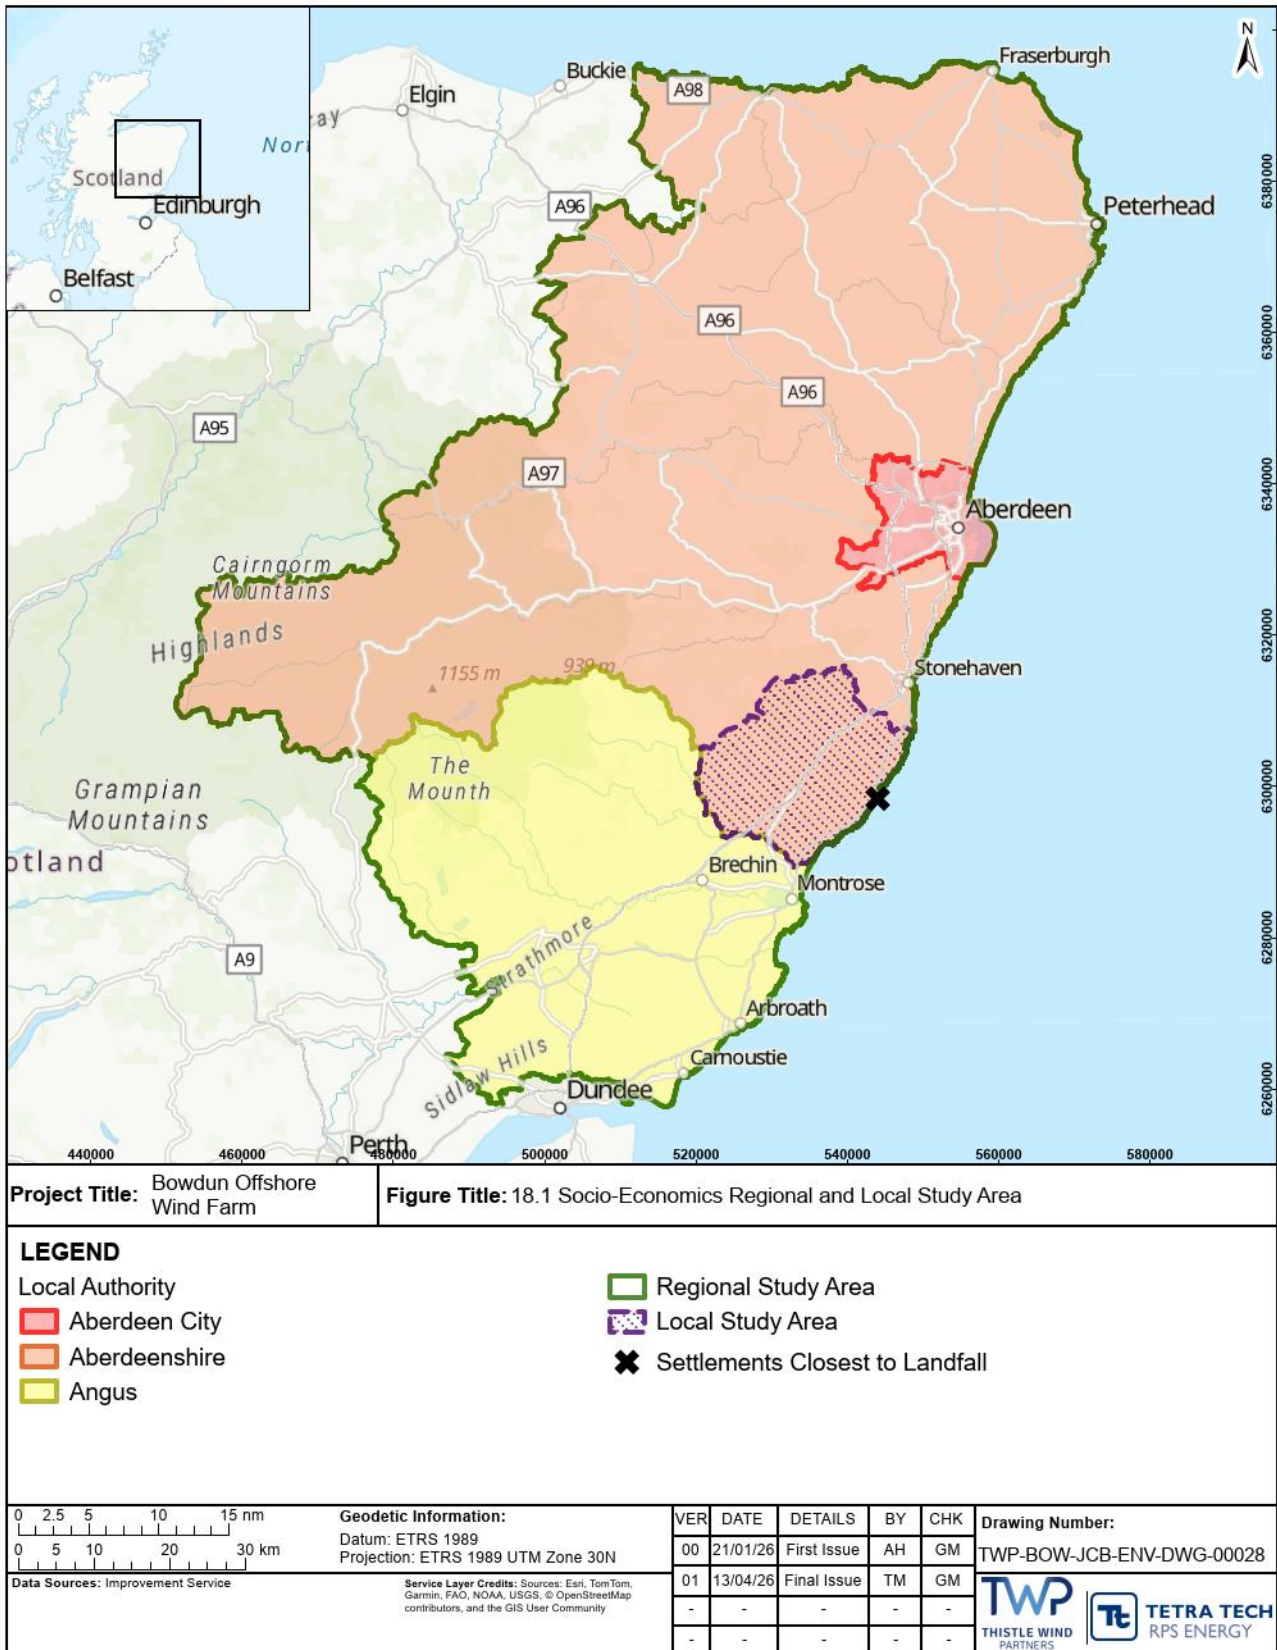 N
Fraserburgh
Buckie
A98
Elgin
ay
Nort
Scotland
Edinburgh
Belfast
A96
Peterhead
6380000
A96
6360000
A96
A95
A97
6340000
Aberdeen
Cairngorm
Mountains
Highlands
6320000
1155 m
939 m
Stonehaven
The
Mounth
6300000
Grampian
Mountains
otland
Brechin
Montrose
Strathmore
A9
6280000
Arbroath
Sidlaw Hills
Carnoustie
Dundee
6260000
Perth
440000 460000 480000 500000 520000 540000 560000 580000
Project Title: Bowdun Offshore
Wind Farm
Figure Title: 18.1 Socio-Economics Regional and Local Study Area
LEGEND
Local Authority
Aberdeen City
Aberdeenshire
Angus
Regional Study Area
Local Study Area
Settlements Closest to Landfall
0 2.5 5 10 15 nm
0 5 10 20 30 km
Geodetic Information:
Datum: ETRS 1989
Projection: ETRS 1989 UTM Zone 30N
Data Sources: Improvement Service
Service Layer Credits: Sources: Esri, TomTom,
Garmin, FAO, NOAA, USGS, © OpenStreetMap
contributors, and the GIS User Community
VER DATE DETAILS BY CHK
00 21/01/26 First Issue AH GM
01 13/04/26 Final Issue TM GM
- - - - -
- - - - -
Drawing Number:
TWP-BOW-JCB-ENV-DWG-00028
TWP
THISTLE WIND
PARTNERS
Tt
TETRA TECH
RPS ENERGY